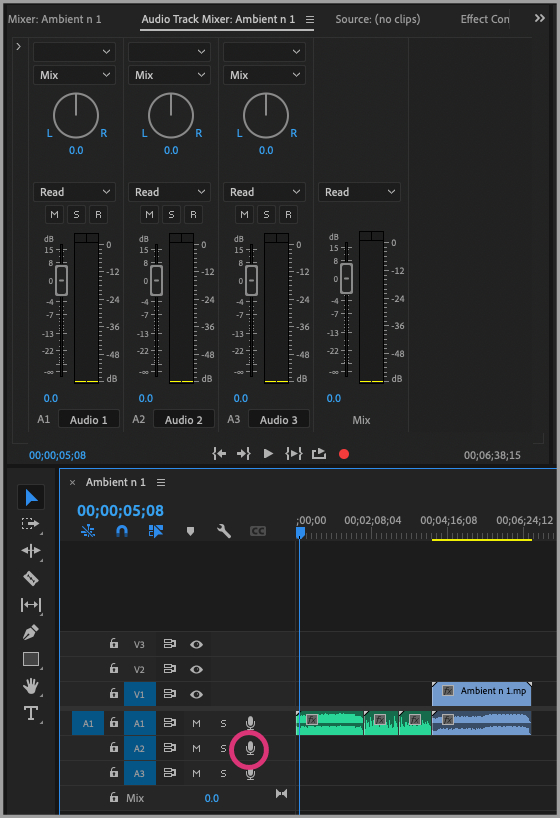 Mixer: Ambient n 1 Audio Track Mixer: Ambient n 1 Source: (no clips) Effect Con
Mix Mix Mix
L R L R L R
0.0 0.0 0.0
Read Read Read Read
M S R M S R M S R
dB dB dB dB
15 0 15 0 15 0 15 0
8 8 8 8
0 -12 0 -12 0 -12 0 -12
-4 -24 -4 -24 -4 -24 -4 -24
-7 -7 -7 -7
-13 -36 -13 -36 -13 -36 -13 -36
-22 -48 -22 -48 -22 -48 -22 -48
-∞ dB -∞ dB -∞ dB -∞ dB
0.0 0.0 0.0 0.0
A1 Audio 1 A2 Audio 2 A3 Audio 3 Mix
00;00;05;08 00;06;38;15
× Ambient n 1
00;00;05;08
CC
;00;00 00;02;08;04 00;04;16;08 00;06;24;12
V3
V2
V1 fx Ambient n 1.mp
A1 A1 M S fx fx fx fx
A2 M S
A3 M S
Mix 0.0
T